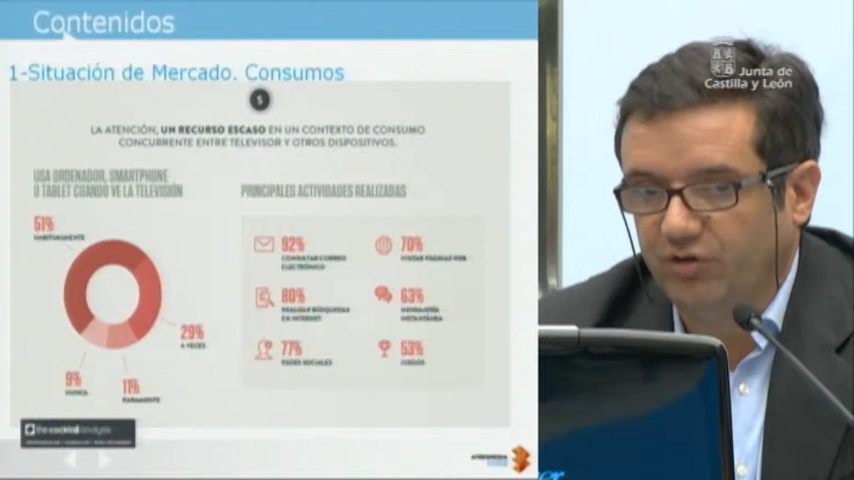 Contenidos
1-Situación de Mercado. Consumos
5
LA ATENCIÓN, UN RECURSO ESCASO EN UN CONTEXTO DE CONSUMO
CONCURRENTE ENTRE TELEVISOR Y OTROS DISPOSITIVOS.
USA ORDENADOR, SMARTPHONE
O TABLET CUANDO VE LA TELEVISIÓN
51%
HABITUALMENTE
29%
A VECES
11%
RARAMENTE
9%
NUNCA
PRINCIPALES ACTIVIDADES REALIZADAS
92%
CONSULTAR CORREO
ELECTRÓNICO
70%
VISITAR PÁGINAS WEB
80%
REALIZAR BÚSQUEDAS
EN INTERNET
63%
MENSAJERÍA
INSTANTÁNEA
77%
REDES SOCIALES
53%
JUEGOS
the cocktail analysis
ATRESMEDIA
Junta de
Castilla y León